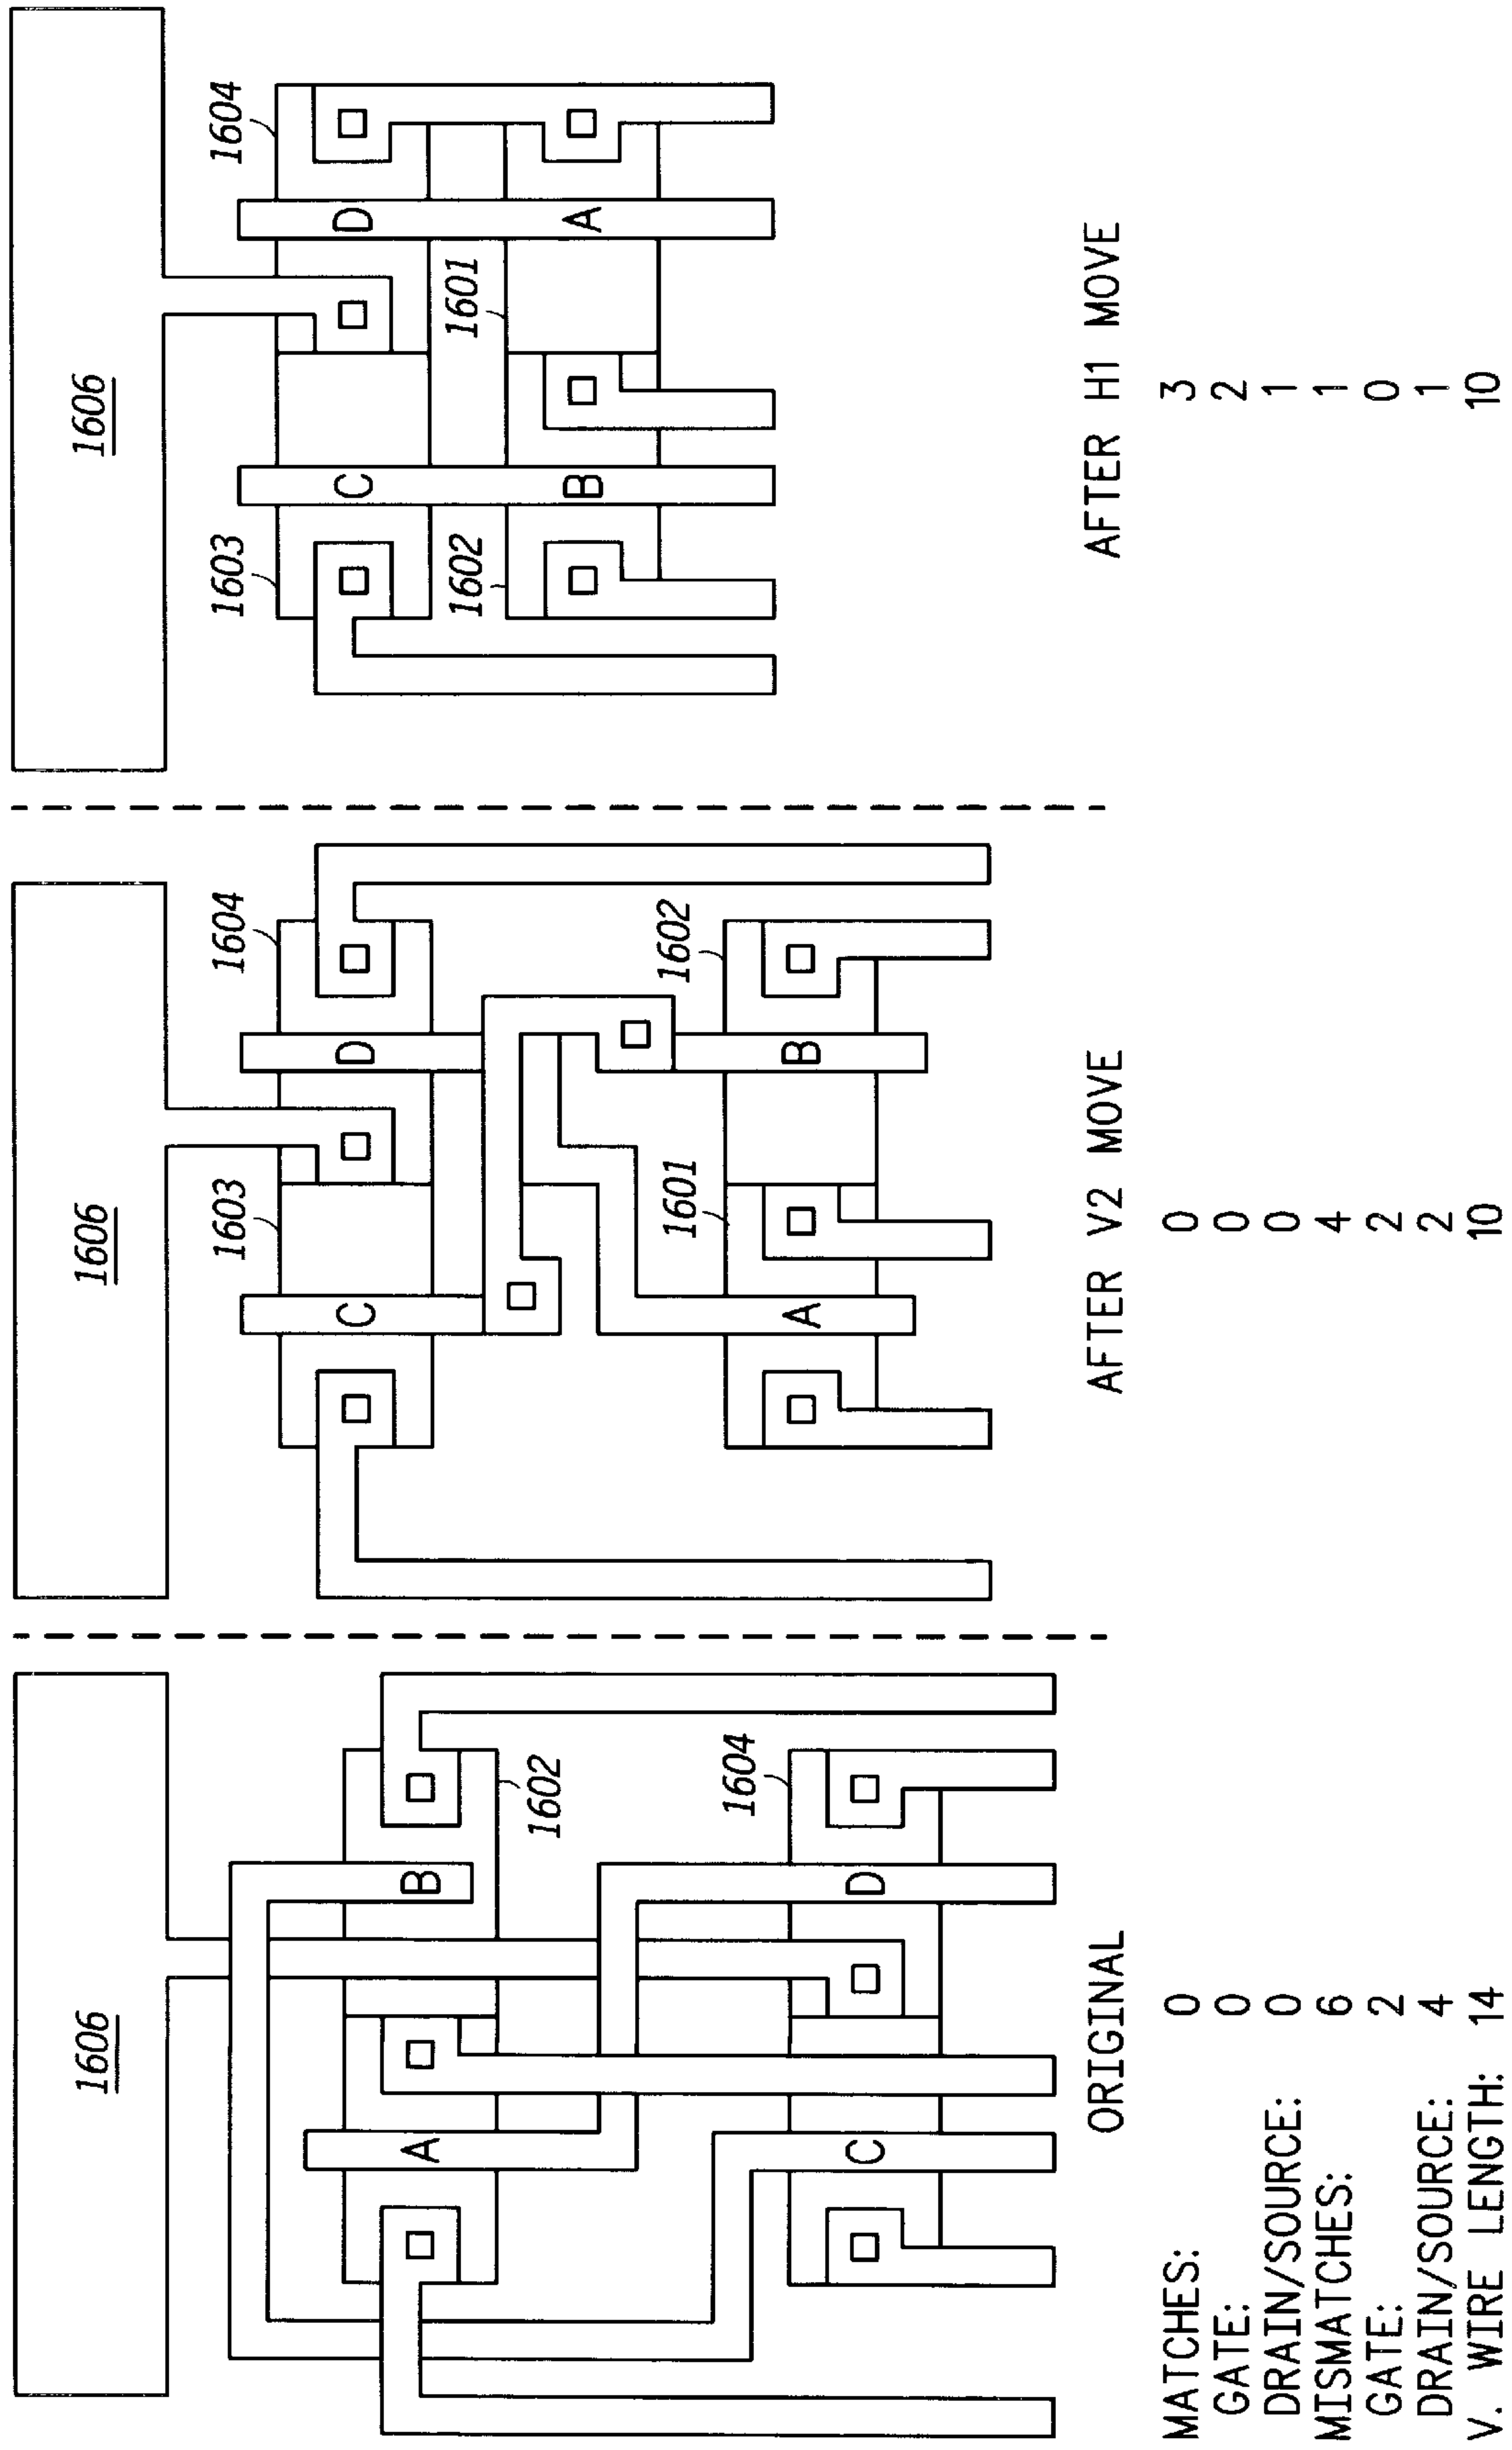 1606
B
1602
A
1604
D
C
ORIGINAL
1606
1604
D
1603
C
1602
B
1601
A
AFTER V2 MOVE
1606
1604
D
A
1601
1603
C
B
1602
AFTER H1 MOVE
MATCHES: 0 0 3
GATE: 0 0 2
DRAIN/SOURCE: 0 0 1
MISMATCHES: 6 4 1
GATE: 2 2 0
DRAIN/SOURCE: 4 2 1
V. WIRE LENGTH: 14 10 10